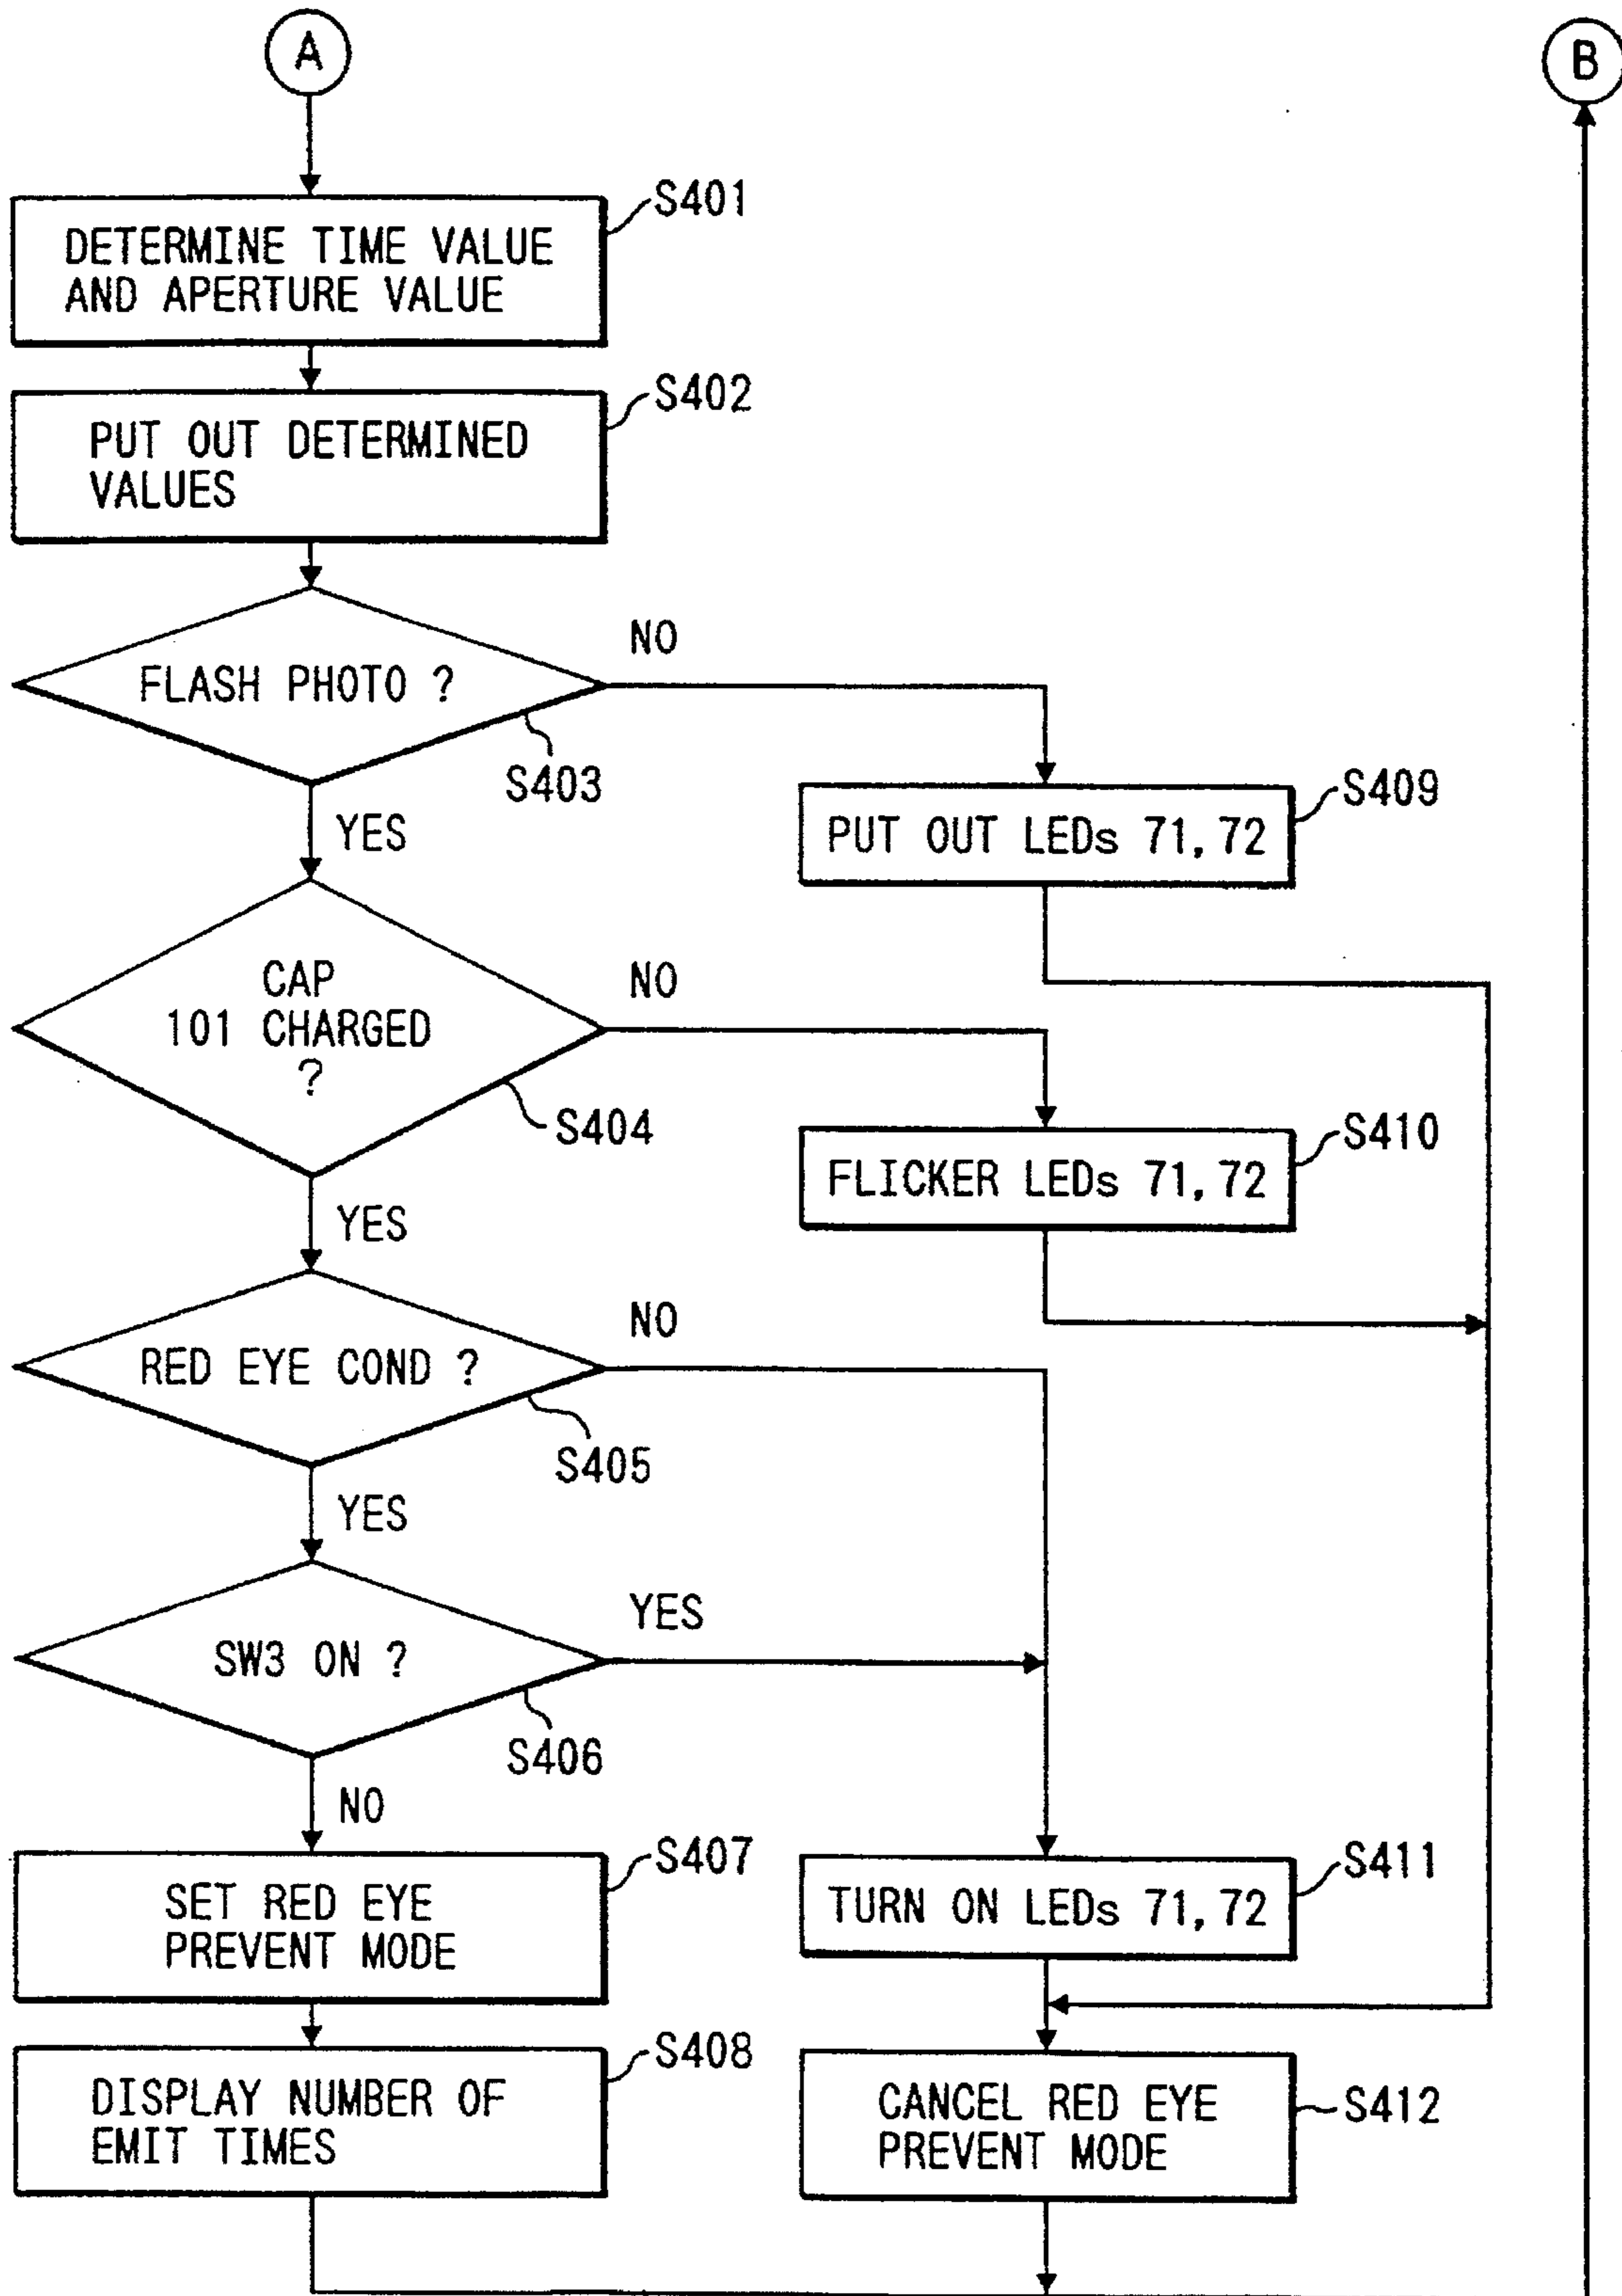 A
B
S401
DETERMINE TIME VALUE
AND APERTURE VALUE
S402
PUT OUT DETERMINED
VALUES
NO
FLASH PHOTO ?
S403
YES
S409
PUT OUT LEDs 71, 72
CAP
101 CHARGED
?
NO
S404
YES
S410
FLICKER LEDs 71, 72
NO
RED EYE COND ?
S405
YES
YES
SW3 ON ?
S406
NO
S407
SET RED EYE
PREVENT MODE
S411
TURN ON LEDs 71, 72
S408
DISPLAY NUMBER OF
EMIT TIMES
S412
CANCEL RED EYE
PREVENT MODE